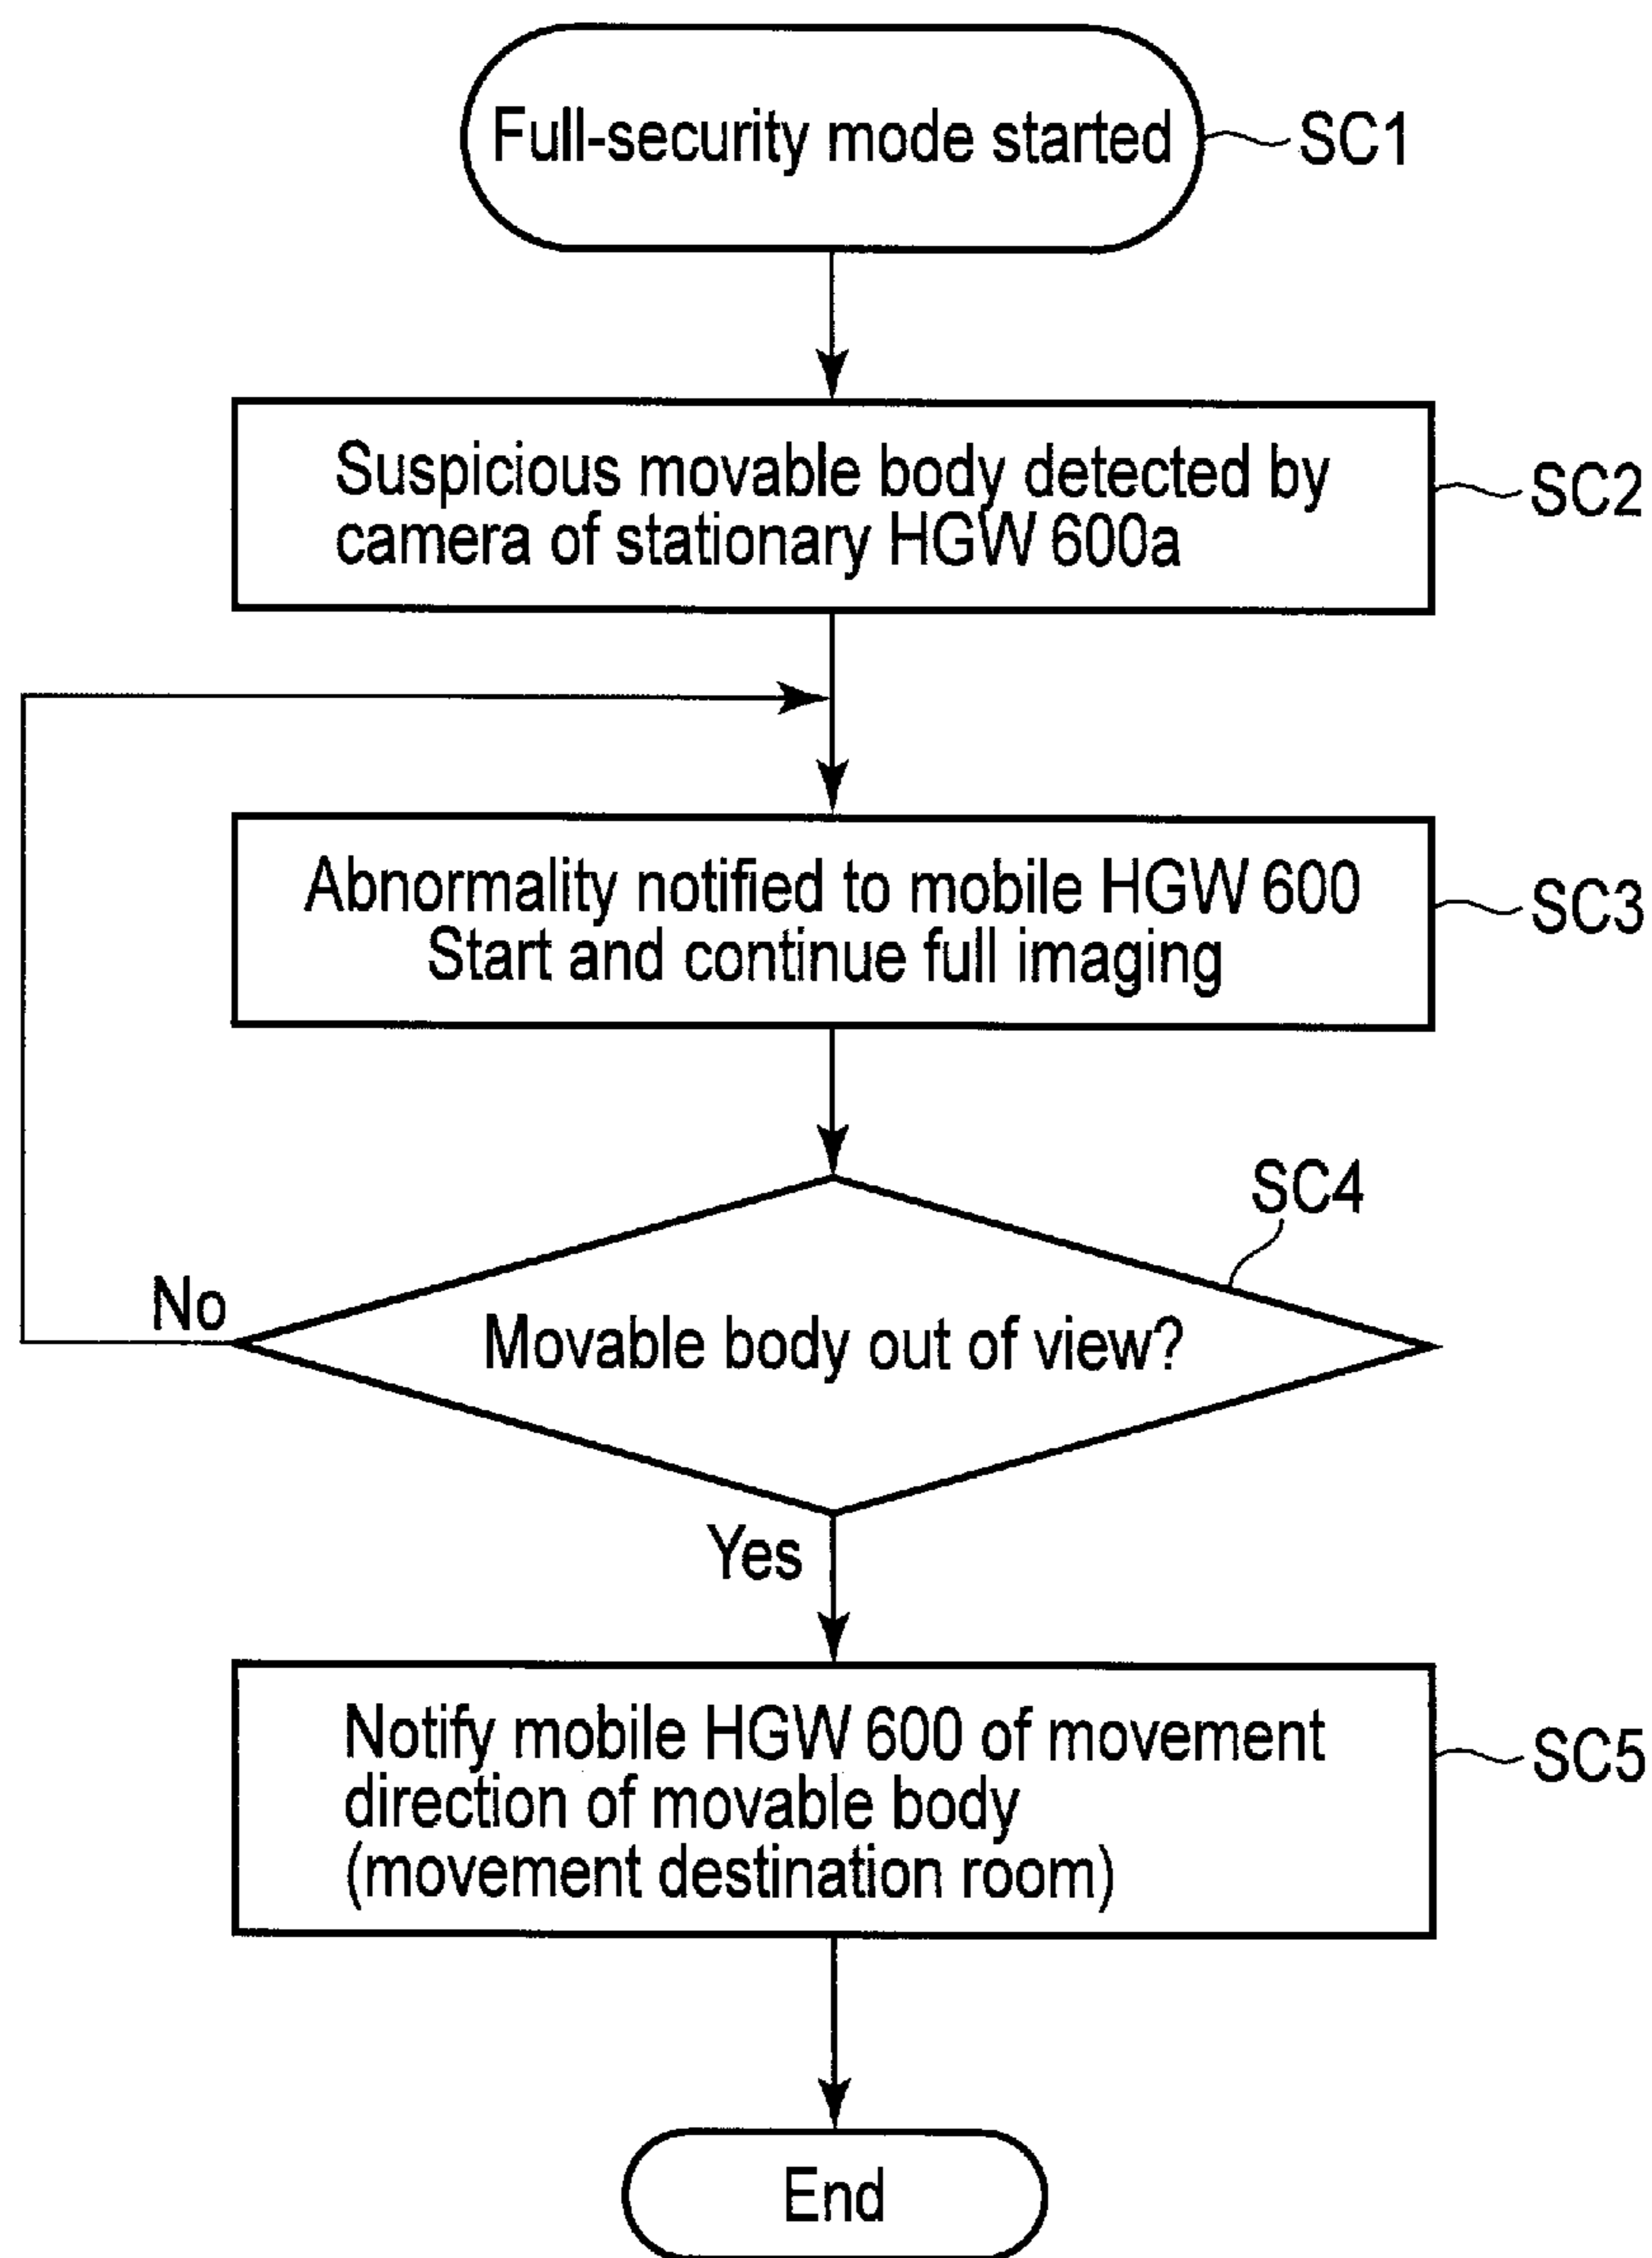 Full-security mode started
SC1
Suspicious movable body detected by
camera of stationary HGW 600a
SC2
Abnormality notified to mobile HGW 600
Start and continue full imaging
SC3
SC4
No
Movable body out of view?
Yes
Notify mobile HGW 600 of movement
direction of movable body
(movement destination room)
SC5
End